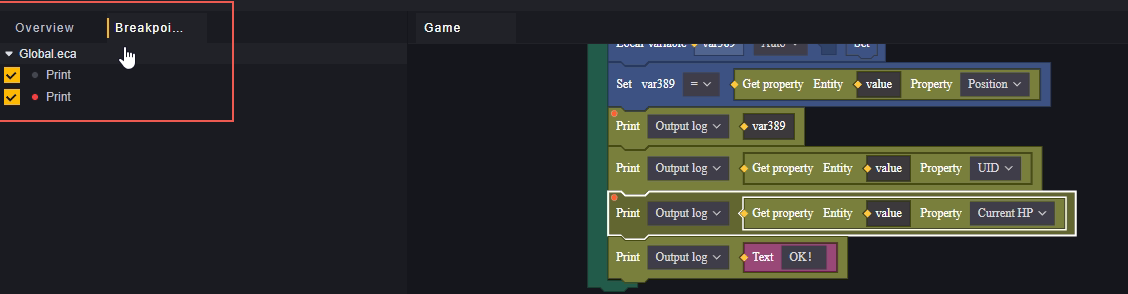 Overview Breakpoi...
Global.eca
Print
Print
Game
Local variable var389 Auto Set
Set var389 = Get property Entity value Property Position
Print Output log var389
Print Output log Get property Entity value Property UID
Print Output log Get property Entity value Property Current HP
Print Output log Text OK!